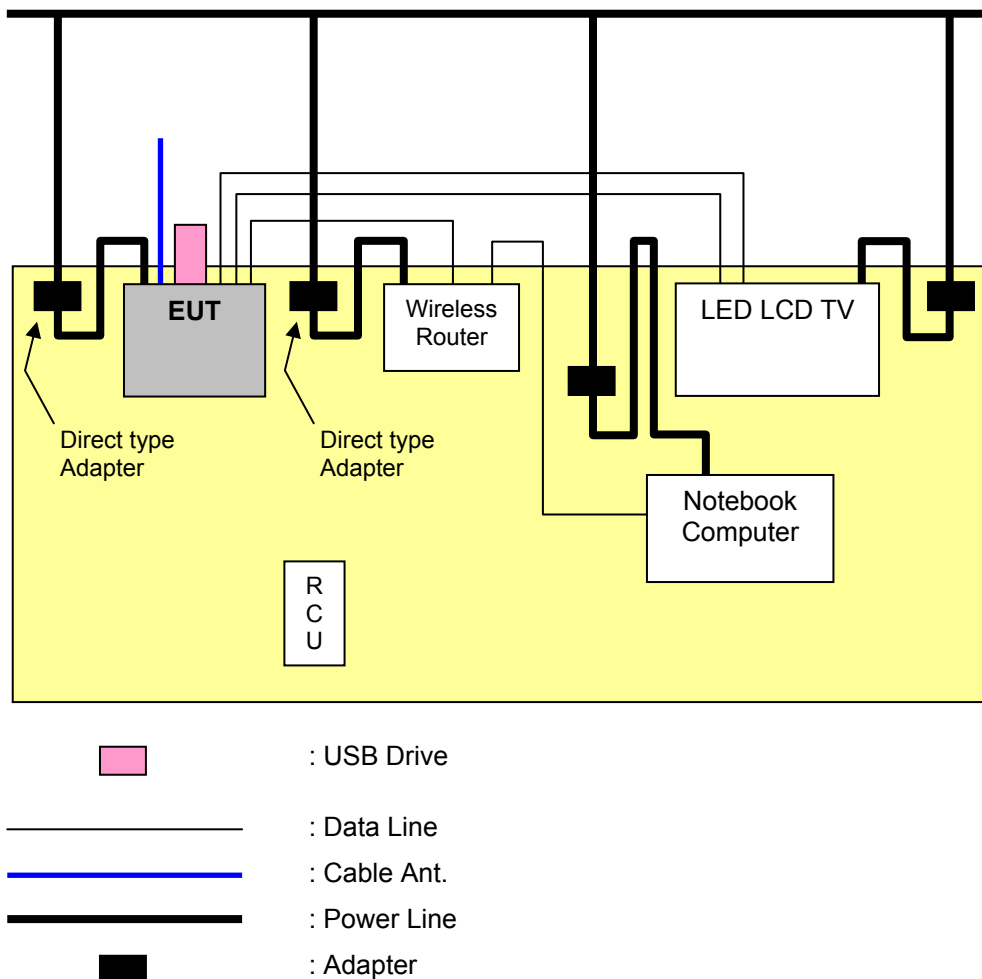 EUT
Wireless
Router
LED LCD TV
Direct type
Adapter
Direct type
Adapter
Notebook
Computer
R
C
U
: USB Drive
: Data Line
: Cable Ant.
: Power Line
: Adapter